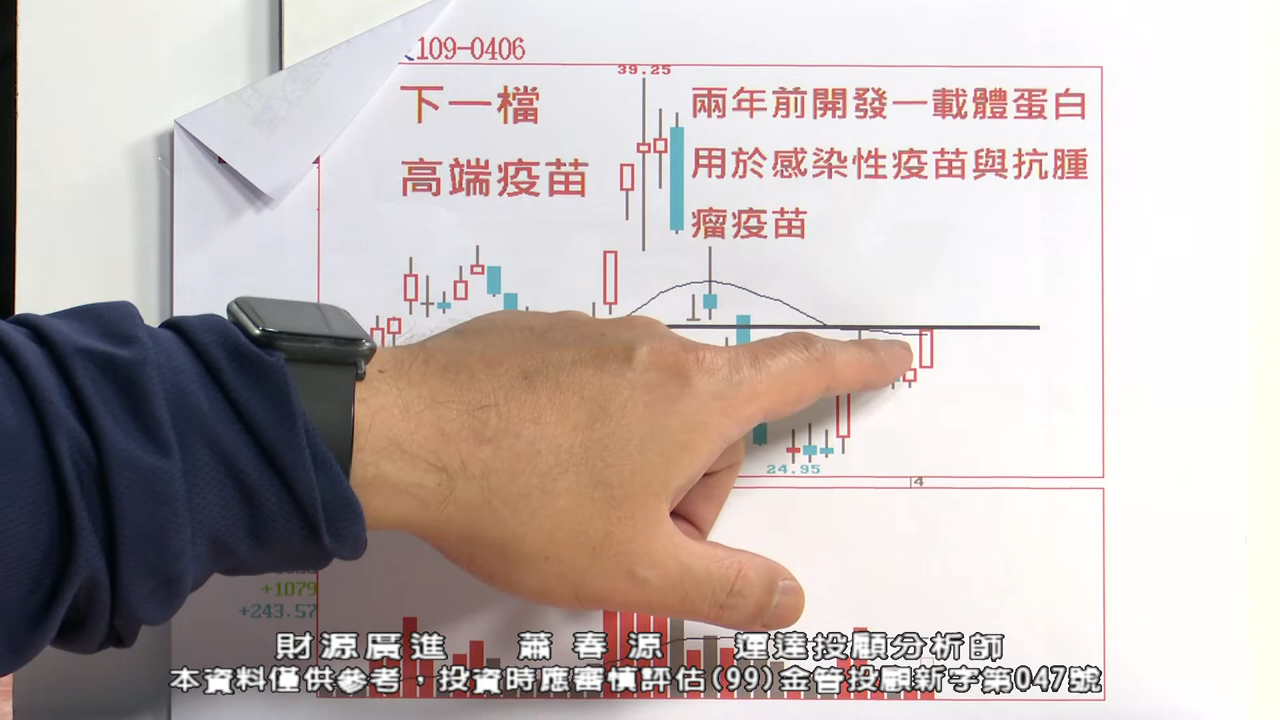 109-0406
39.25
下一檔
高端疫苗
兩年前開發一載體蛋白
用於感染性疫苗與抗腫
瘤疫苗
24.95
4
+1079
+243.57
財源廣進 蕭春源 運達投顧分析師
本資料僅供參考，投資時應審慎評估(99)金管投顧新字第047號